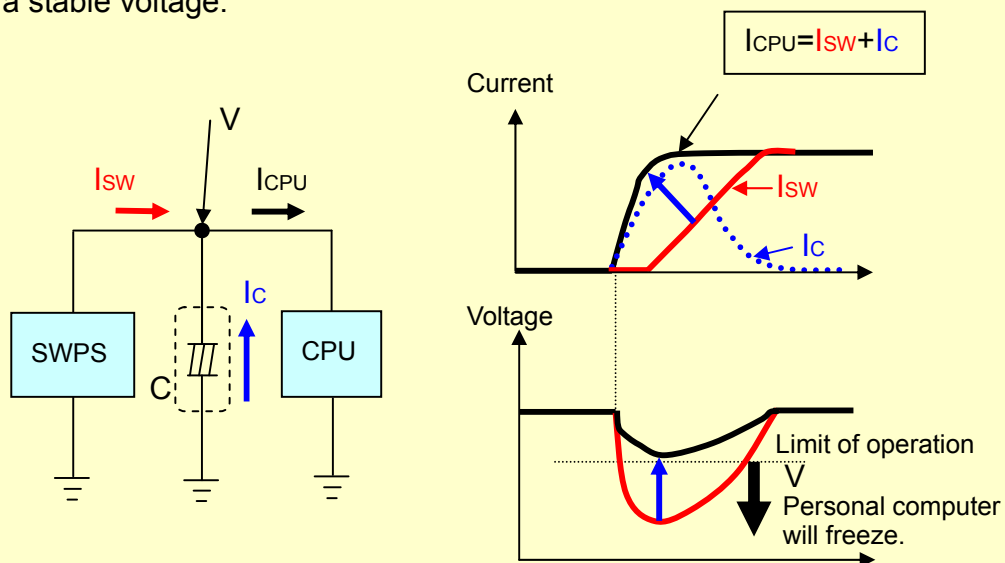 a stable voltage.
ICPU=ISW+IC
Current
V
ISW
ICPU
ISW
IC
IC
Voltage
SWPS
CPU
C
Limit of operation
V
Personal computer
will freeze.